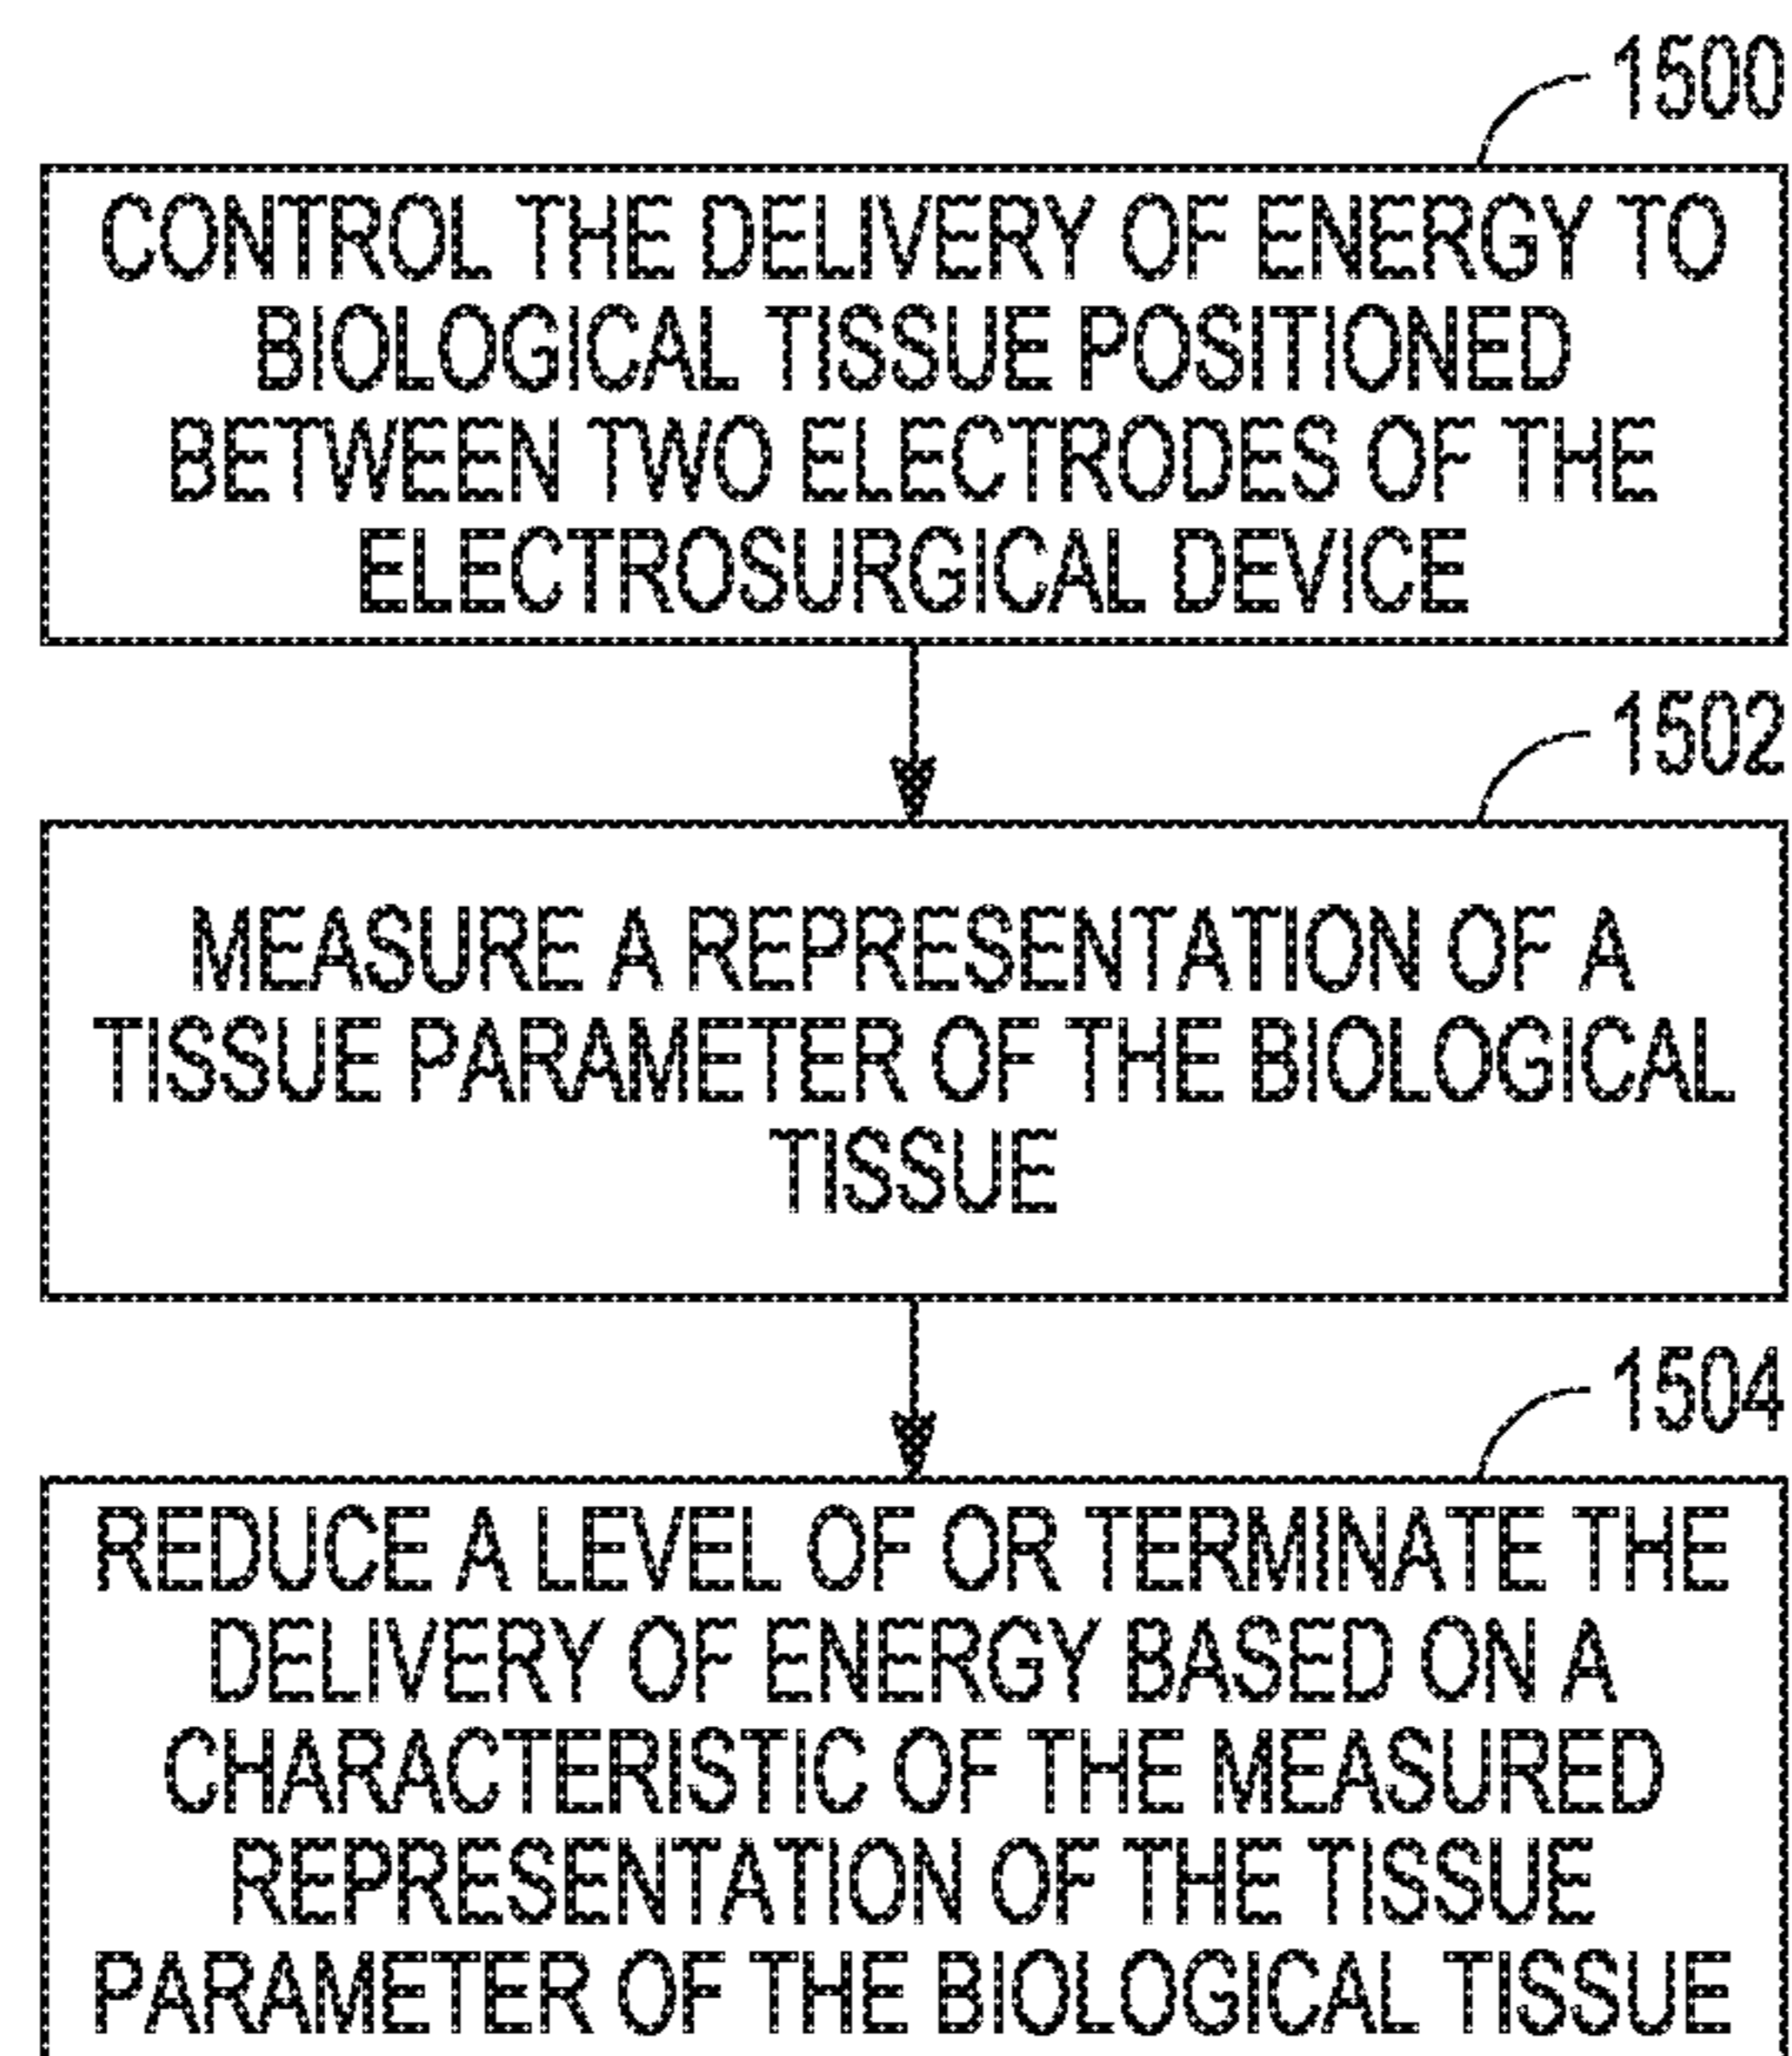 1500
CONTROL THE DELIVERY OF ENERGY TO
BIOLOGICAL TISSUE POSITIONED
BETWEEN TWO ELECTRODES OF THE
ELECTROSURGICAL DEVICE
1502
MEASURE A REPRESENTATION OF A
TISSUE PARAMETER OF THE BIOLOGICAL
TISSUE
1504
REDUCE A LEVEL OF OR TERMINATE THE
DELIVERY OF ENERGY BASED ON A
CHARACTERISTIC OF THE MEASURED
REPRESENTATION OF THE TISSUE
PARAMETER OF THE BIOLOGICAL TISSUE